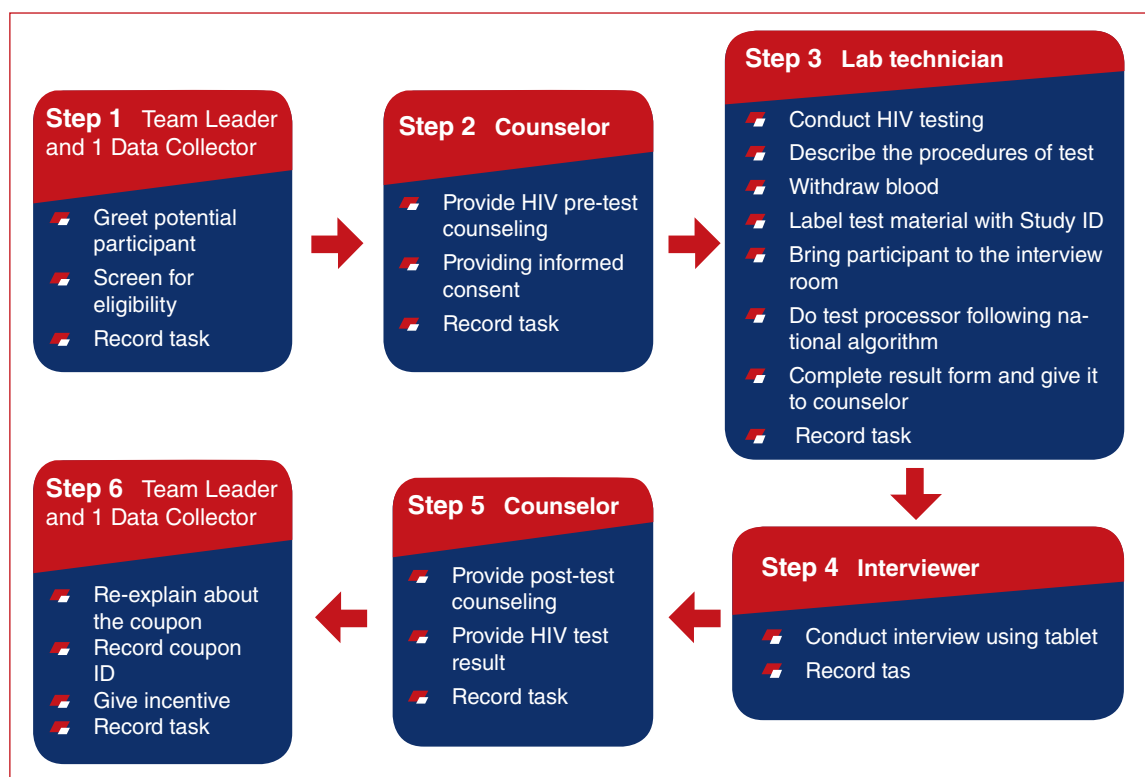 Step 1 Team Leader
and 1 Data Collector
Greet potential
participant
Screen for
eligibility
Record task
Step 2 Counselor
Provide HIV pre-test
counseling
Providing informed
consent
Record task
Step 3 Lab technician
Conduct HIV testing
Describe the procedures of test
Withdraw blood
Label test material with Study ID
Bring participant to the interview
room
Do test processor following na-
tional algorithm
Complete result form and give it
to counselor
Record task
Step 4 Interviewer
Conduct interview using tablet
Record tas
Step 5 Counselor
Provide post-test
counseling
Provide HIV test
result
Record task
Step 6 Team Leader
and 1 Data Collector
Re-explain about
the coupon
Record coupon
ID
Give incentive
Record task